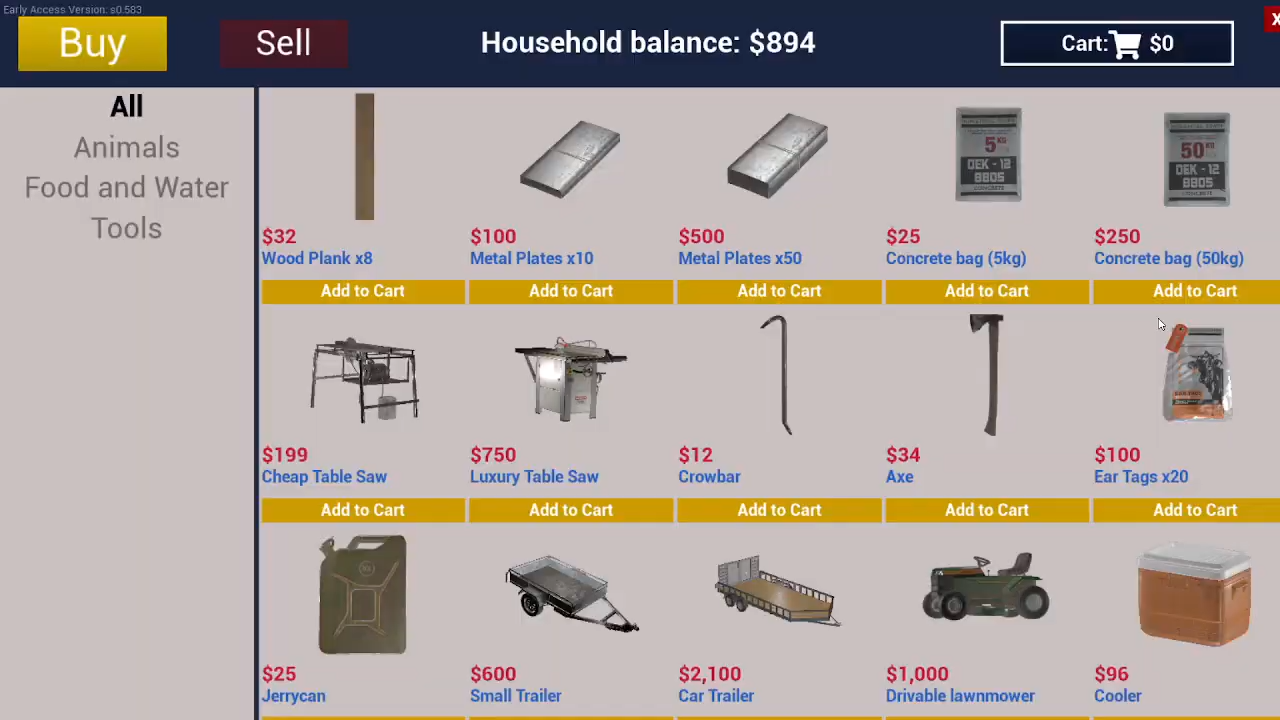 Early Access Version: s0.583
Buy
Sell
Household balance: $894
Cart: $0
X
All
Animals
Food and Water
Tools
5KG
DEK - 12
8805
CONCRETE
50KG
DEK - 12
8805
CONCRETE
$32
$100
$500
$25
$250
Wood Plank x8
Metal Plates x10
Metal Plates x50
Concrete bag (5kg)
Concrete bag (50kg)
Add to Cart
Add to Cart
Add to Cart
Add to Cart
Add to Cart
$199
$750
$12
$34
$100
Cheap Table Saw
Luxury Table Saw
Crowbar
Axe
Ear Tags x20
Add to Cart
Add to Cart
Add to Cart
Add to Cart
Add to Cart
$25
$600
$2,100
$1,000
$96
Jerrycan
Small Trailer
Car Trailer
Drivable lawnmower
Cooler